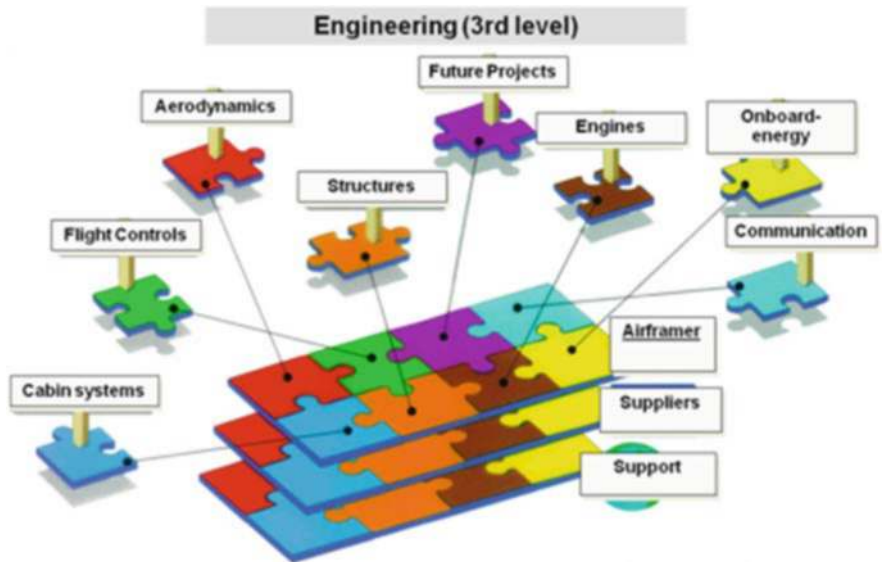 Engineering (3rd level)
Future Projects
Aerodynamics
Engines
Onboard-
energy
Structures
Flight Controls
Communication
Airframer
Cabin systems
Suppliers
Support